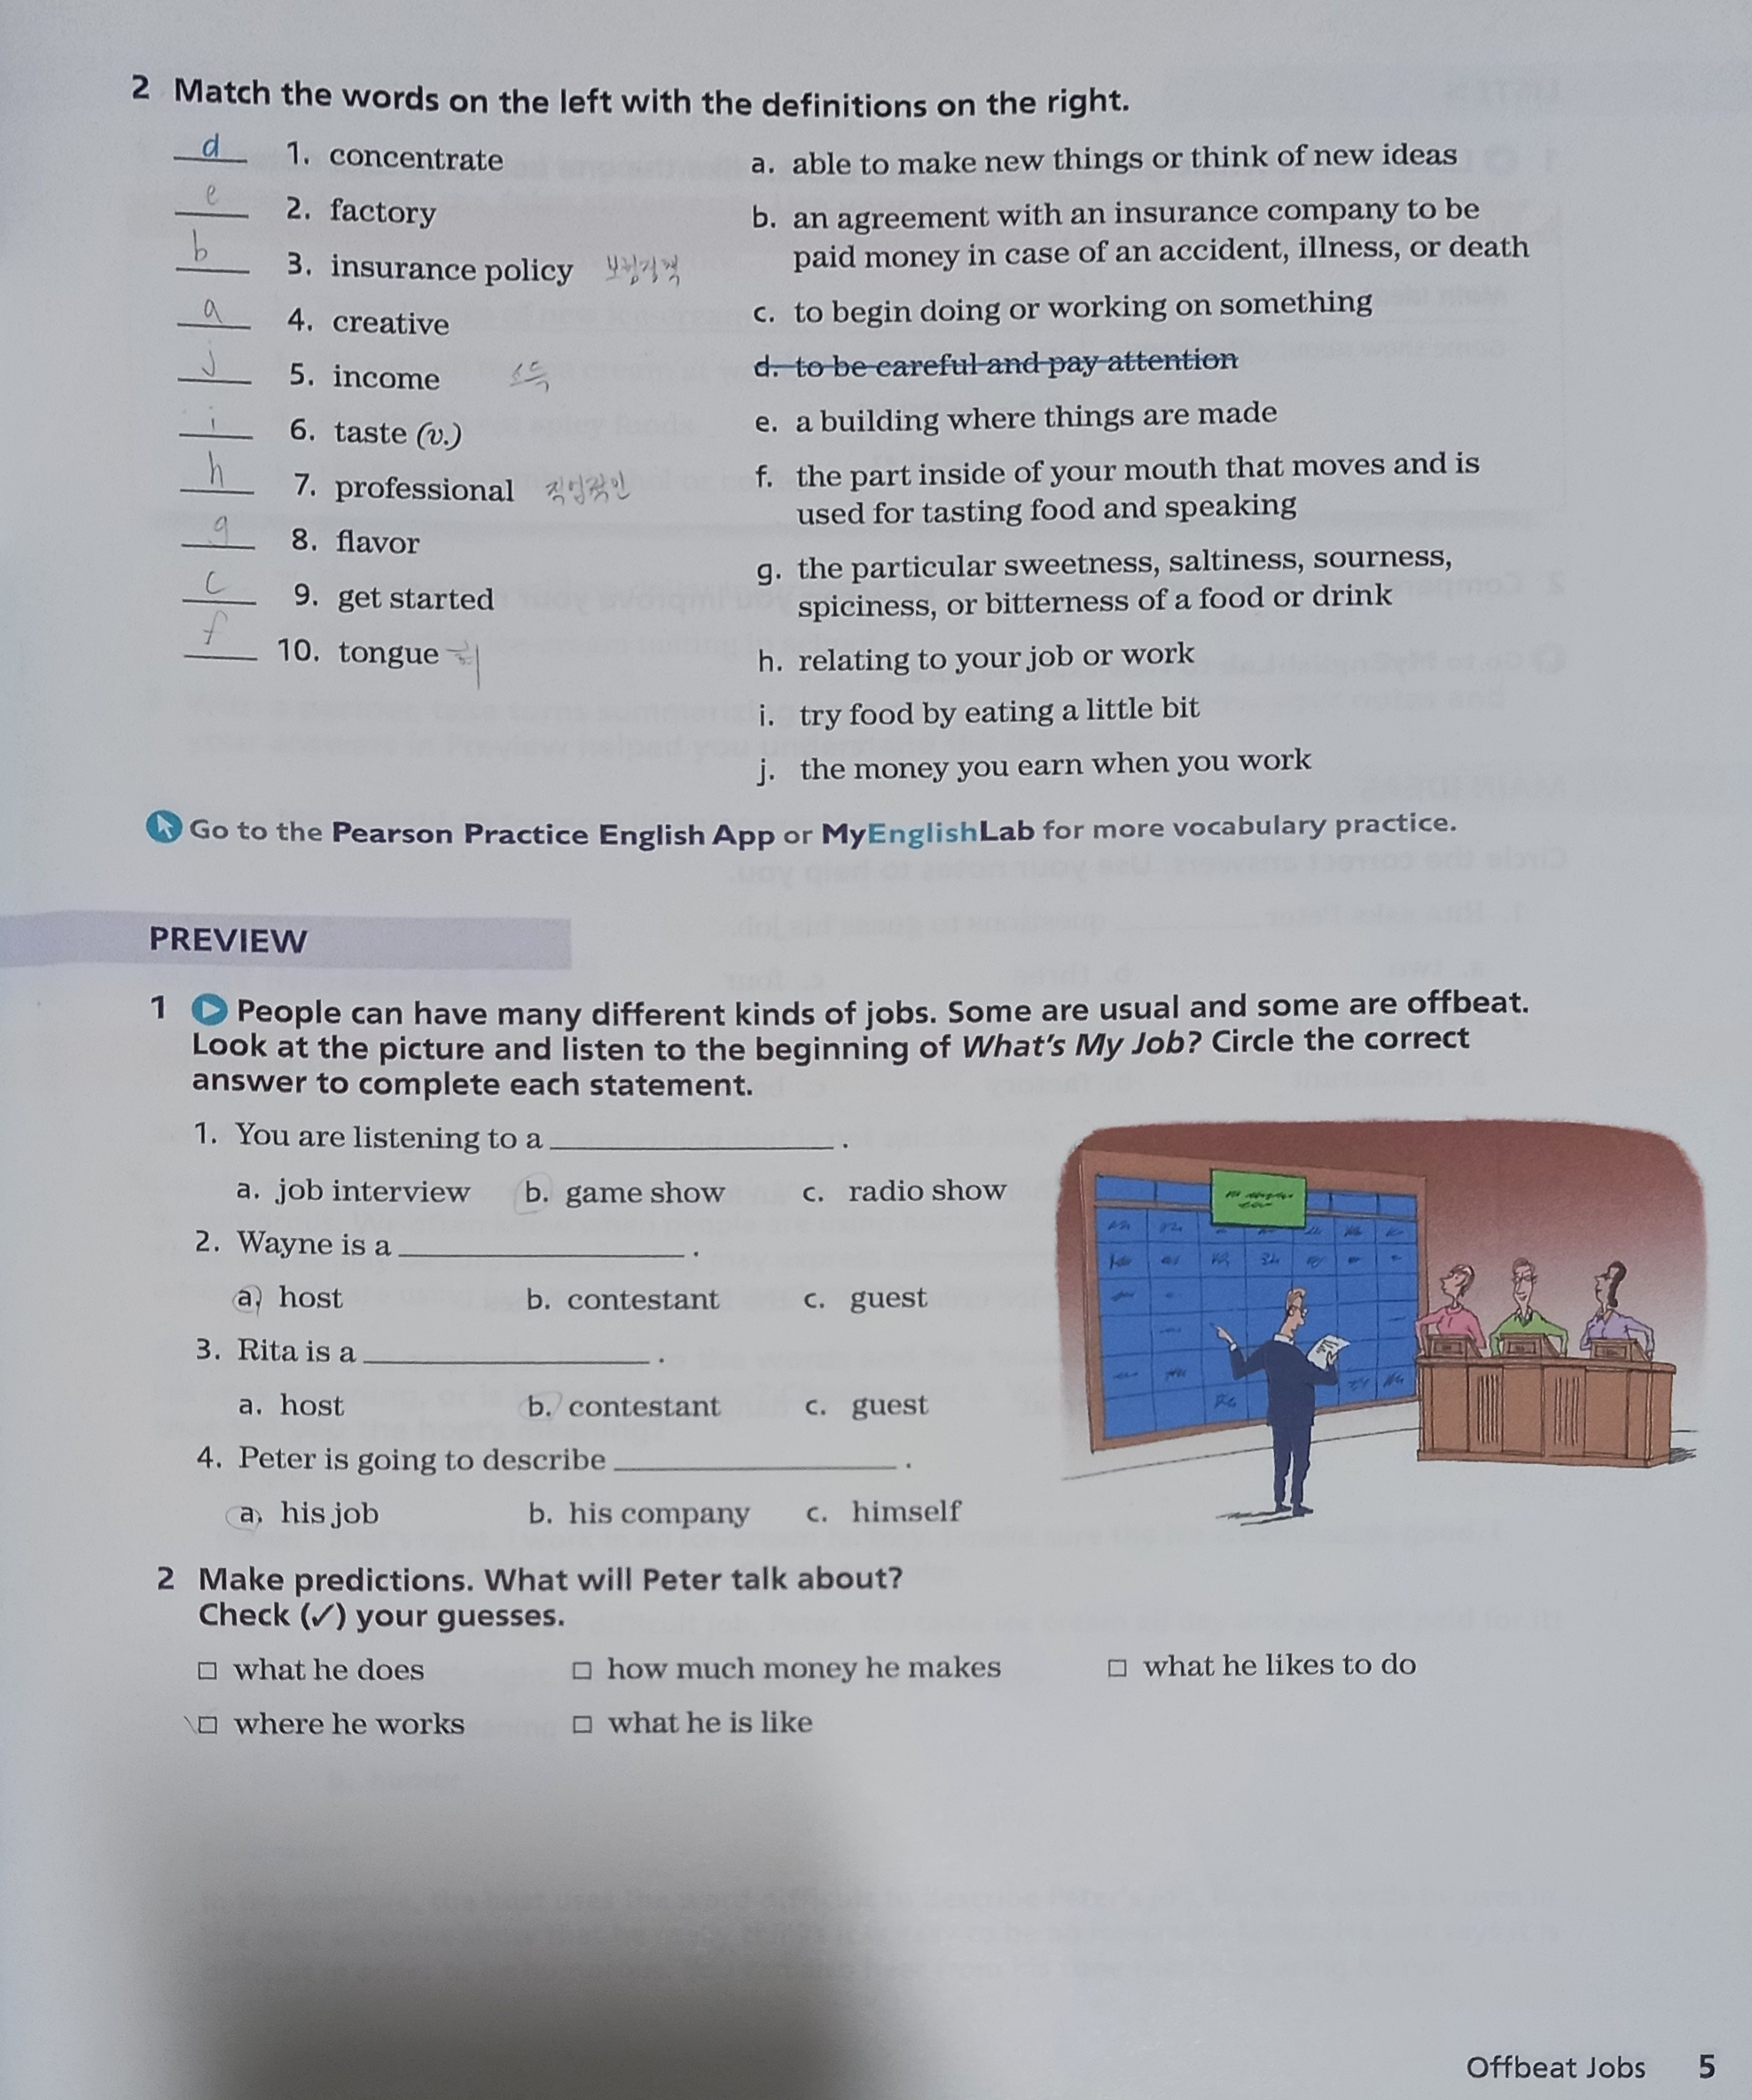 2 Match the words on the left with the definitions on the right.
d 1. concentrate
e 2. factory
b 3. insurance policy 보험정책
a 4. creative
j 5. income 소득
i 6. taste (v.)
h 7. professional
g 8. flavor
c 9. get started
f 10. tongue 혀
a. able to make new things or think of new ideas
b. an agreement with an insurance company to be
paid money in case of an accident, illness, or death
c. to begin doing or working on something
d. to be careful and pay attention
e. a building where things are made
f. the part inside of your mouth that moves and is
used for tasting food and speaking
g. the particular sweetness, saltiness, sourness,
spiciness, or bitterness of a food or drink
h. relating to your job or work
i. try food by eating a little bit
j. the money you earn when you work
Go to the Pearson Practice English App or MyEnglishLab for more vocabulary practice.
PREVIEW
1 People can have many different kinds of jobs. Some are usual and some are offbeat.
Look at the picture and listen to the beginning of What's My Job? Circle the correct
answer to complete each statement.
1. You are listening to a ____________.
a. job interview b. game show c. radio show
2. Wayne is a ____________.
a. host b. contestant c. guest
3. Rita is a ____________.
a. host b. contestant c. guest
4. Peter is going to describe ____________.
a. his job b. his company c. himself
2 Make predictions. What will Peter talk about?
Check (✓) your guesses.
□ what he does □ how much money he makes □ what he likes to do
□ where he works □ what he is like
Offbeat Jobs 5